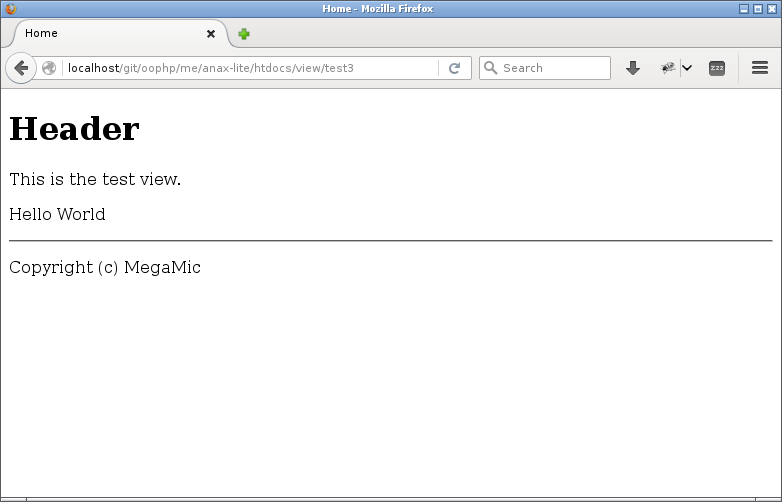 Home - Mozilla Firefox
Home
localhost/git/oophp/me/anax-lite/htdocs/view/test3
Search
zzz
Header
This is the test view.
Hello World
Copyright (c) MegaMic